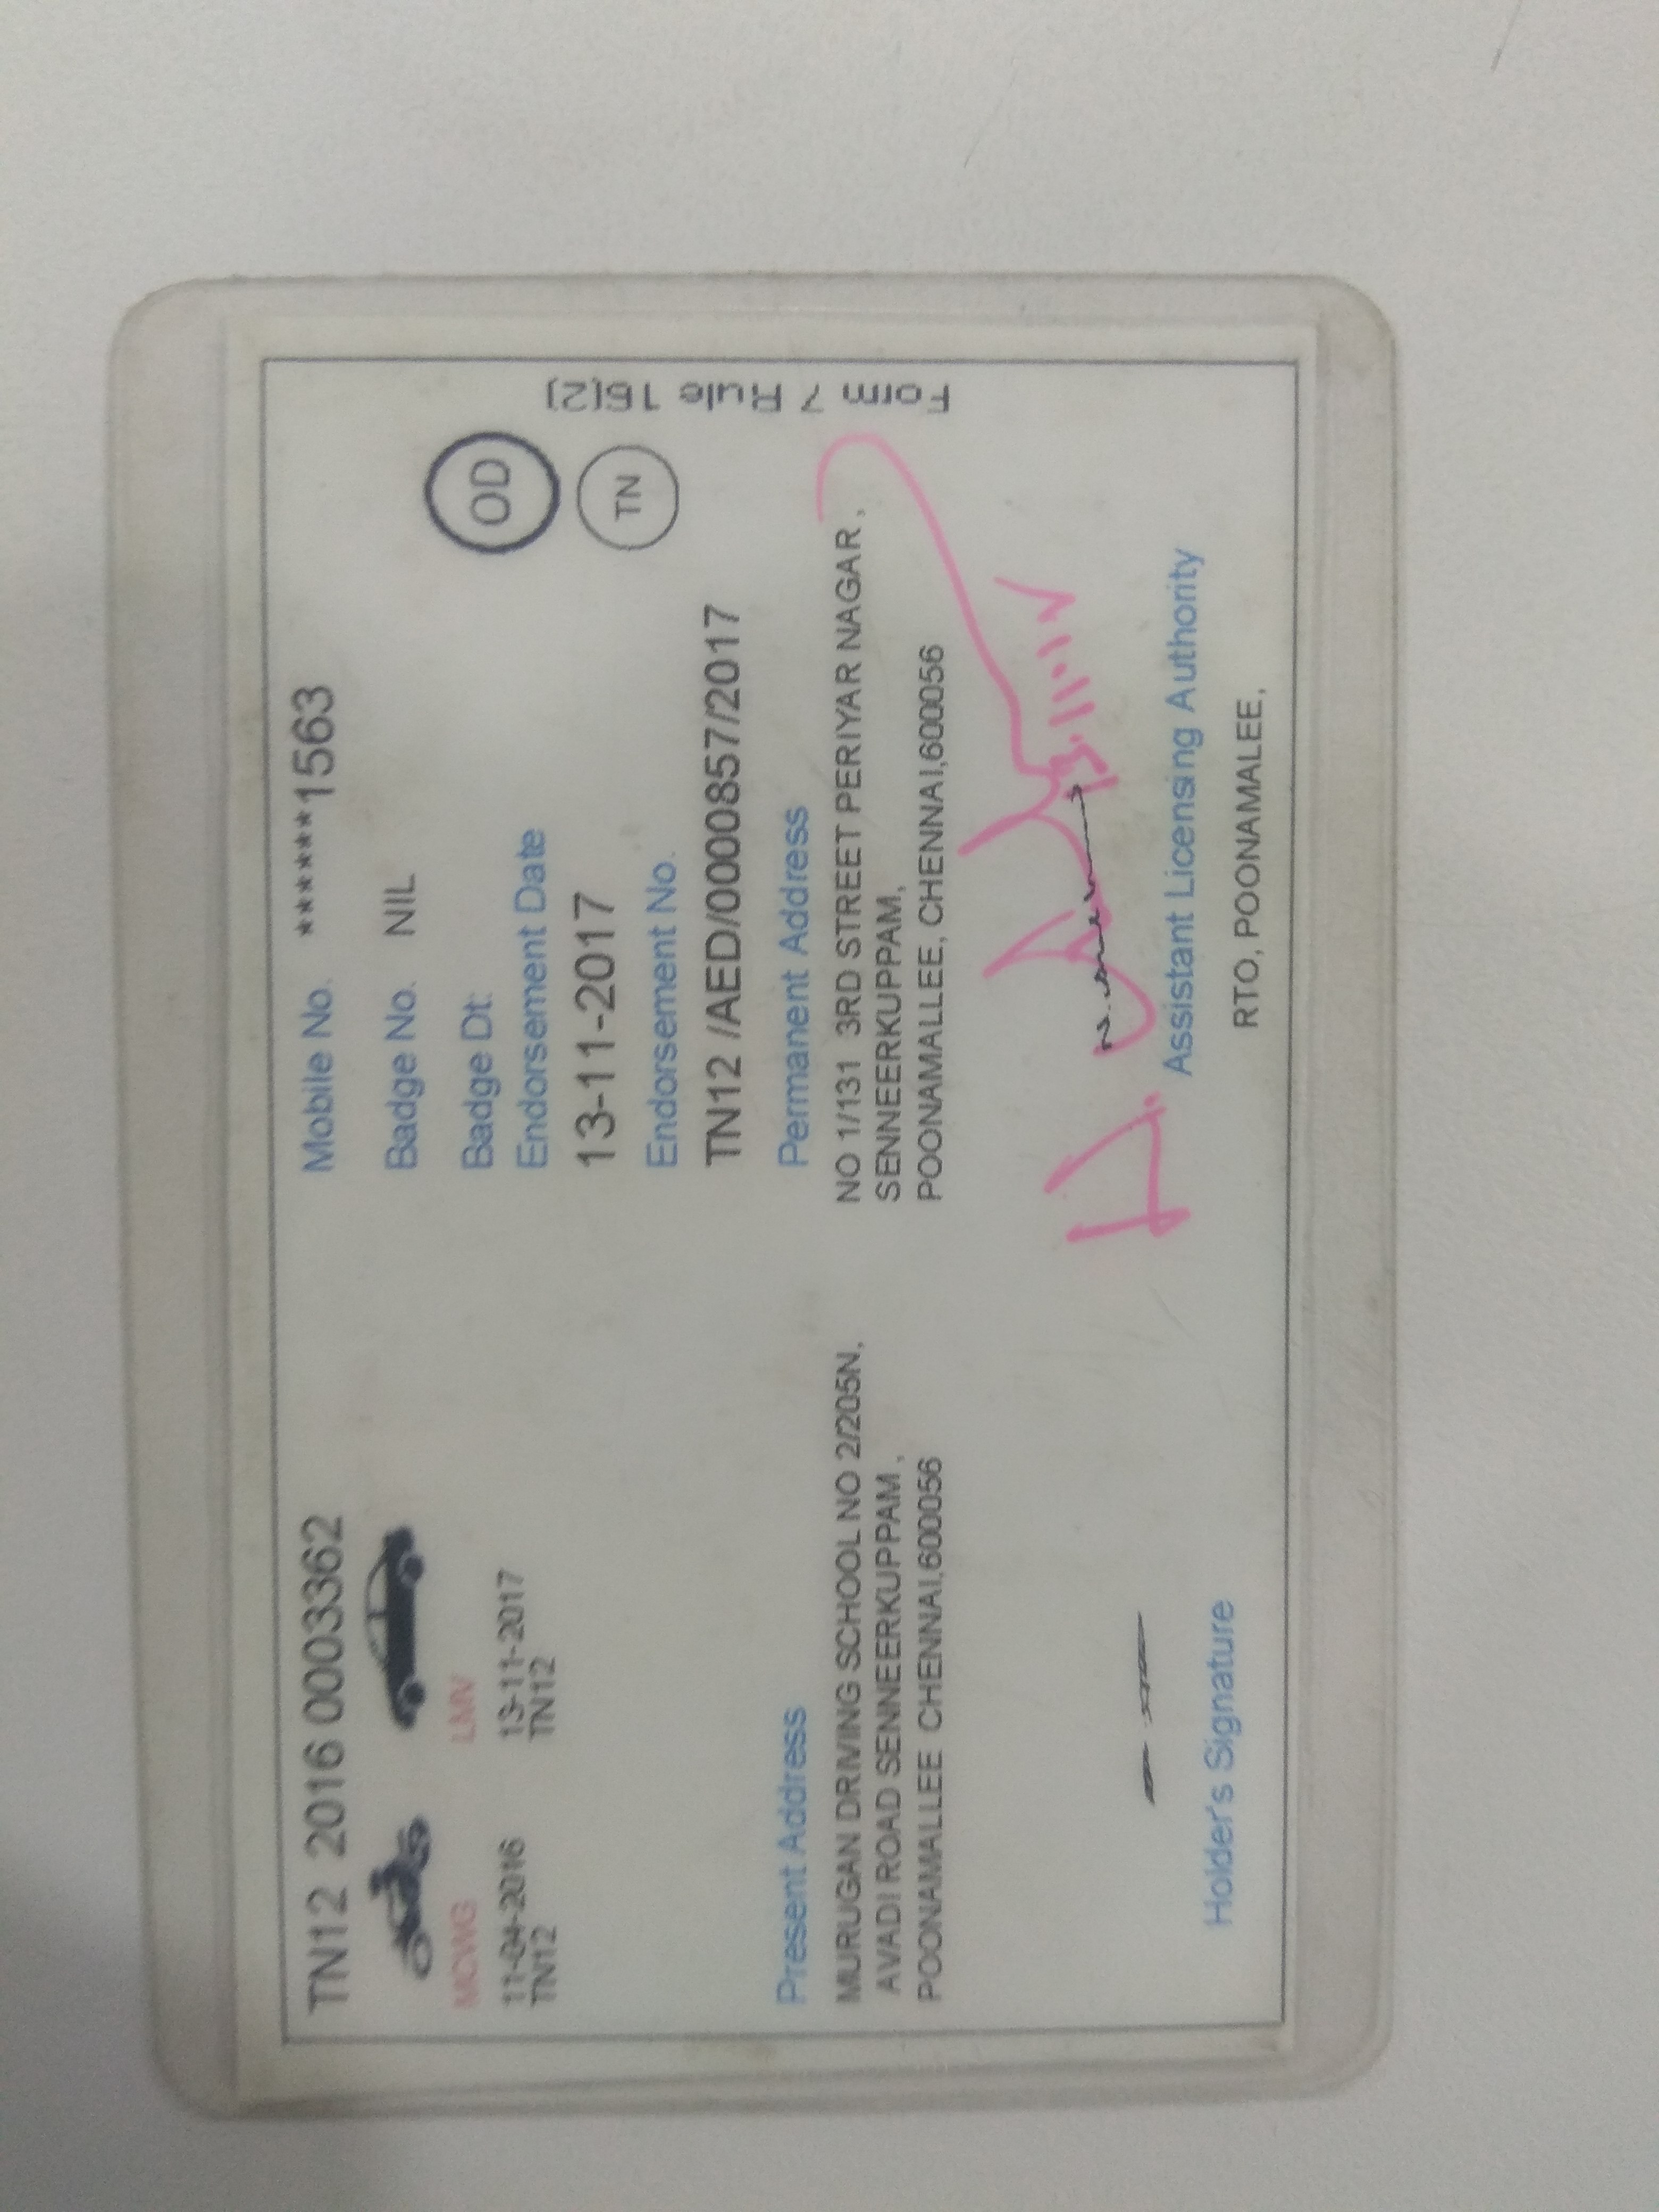 TN12 2016 0003362
MCWG
11-04-2016
TN12
LMV
13-11-2017
TN12
Mobile No. ******1563
Badge No. NIL
Badge Dt:
Endorsement Date
13-11-2017
Endorsement No.
TN12 /AED/0000857/2017
OD
TN
Form 7 Rule 16(2)
Present Address
MURUGAN DRIVING SCHOOL NO 2/205N,
AVADI ROAD SENNEERKUPPAM ,
POONAMALLEE CHENNAI,600056
Permanent Address
NO 1/131 3RD STREET PERIYAR NAGAR ,
SENNEERKUPPAM,
POONAMALLEE, CHENNAI,600056
Holder's Signature
Assistant Licensing Authority
RTO, POONAMALEE,